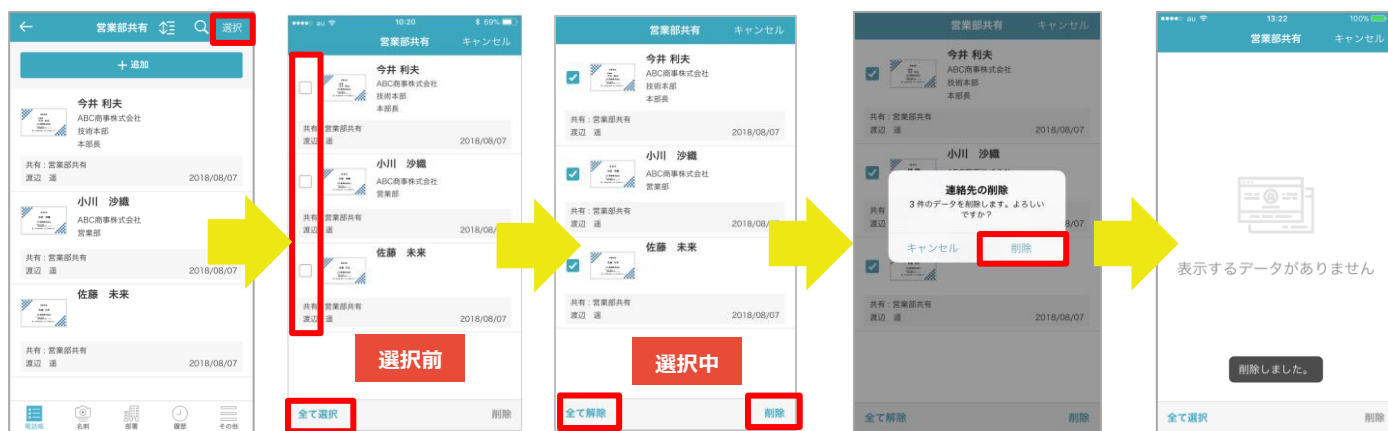 営業部共有
選択
＋ 追加
今井 利夫
ABC商事株式会社
技術本部
本部長
共有 : 営業部共有
渡辺　遥
2018/08/07
小川　沙織
ABC商事株式会社
営業部
共有 : 営業部共有
渡辺　遥
2018/08/07
佐藤　未来
共有 : 営業部共有
渡辺　遥
2018/08/07
電話帳
名刺
部署
履歴
その他
au
10:20
69%
営業部共有
キャンセル
今井 利夫
ABC商事株式会社
技術本部
本部長
共有 : 営業部共有
渡辺　遥
2018/08/07
小川　沙織
ABC商事株式会社
営業部
共有 : 営業部共有
渡辺　遥
2018/08/
佐藤　未来
共有 : 営業部共有
渡辺　遥
2018/08/07
選択前
全て選択
削除
営業部共有
キャンセル
今井 利夫
ABC商事株式会社
技術本部
本部長
共有 : 営業部共有
渡辺　遥
2018/08/07
小川　沙織
ABC商事株式会社
営業部
共有 : 営業部共有
渡辺　遥
2018/08/07
佐藤　未来
共有 : 営業部共有
渡辺　遥
2018/08/07
選択中
全て解除
削除
営業部共有
キャンセル
今井 利夫
ABC商事株式会社
技術本部
本部長
共有 : 営業部共有
渡辺　遥
2018/08/07
小川　沙織
連絡先の削除
3 件のデータを削除します。よろしい
ですか？
キャンセル
削除
共有
渡辺
8/07
共有 : 営業部共有
渡辺　遥
2018/08/07
全て解除
削除
au
13:22
100%
営業部共有
キャンセル
表示するデータがありません
削除しました。
全て選択
削除